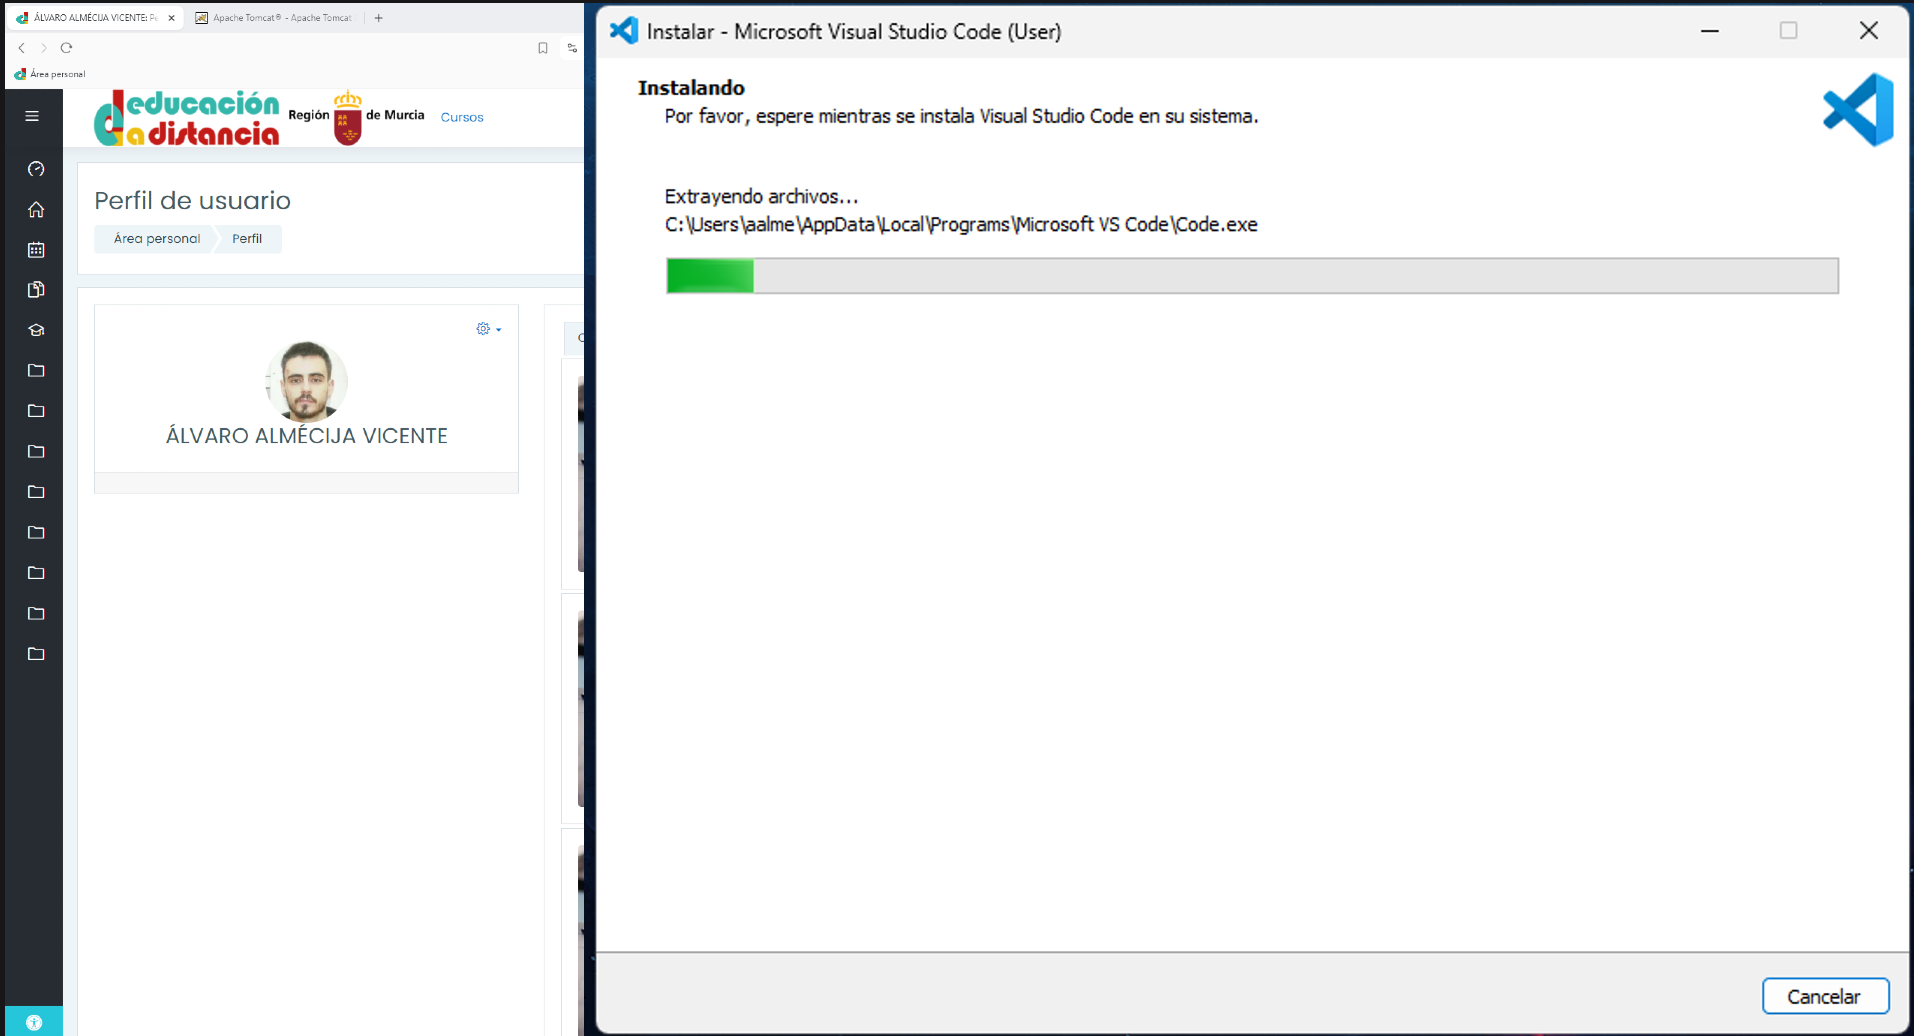 ÁLVARO ALMÉCIJA VICENTE: Pe
Apache Tomcat® - Apache Tomcat
Área personal
educación
a distancia
Región de Murcia
Cursos
Perfil de usuario
Área personal
Perfil
ÁLVARO ALMÉCIJA VICENTE
Instalar - Microsoft Visual Studio Code (User)
Instalando
Por favor, espere mientras se instala Visual Studio Code en su sistema.
Extrayendo archivos...
C:\Users\aalme\AppData\Local\Programs\Microsoft VS Code\Code.exe
Cancelar